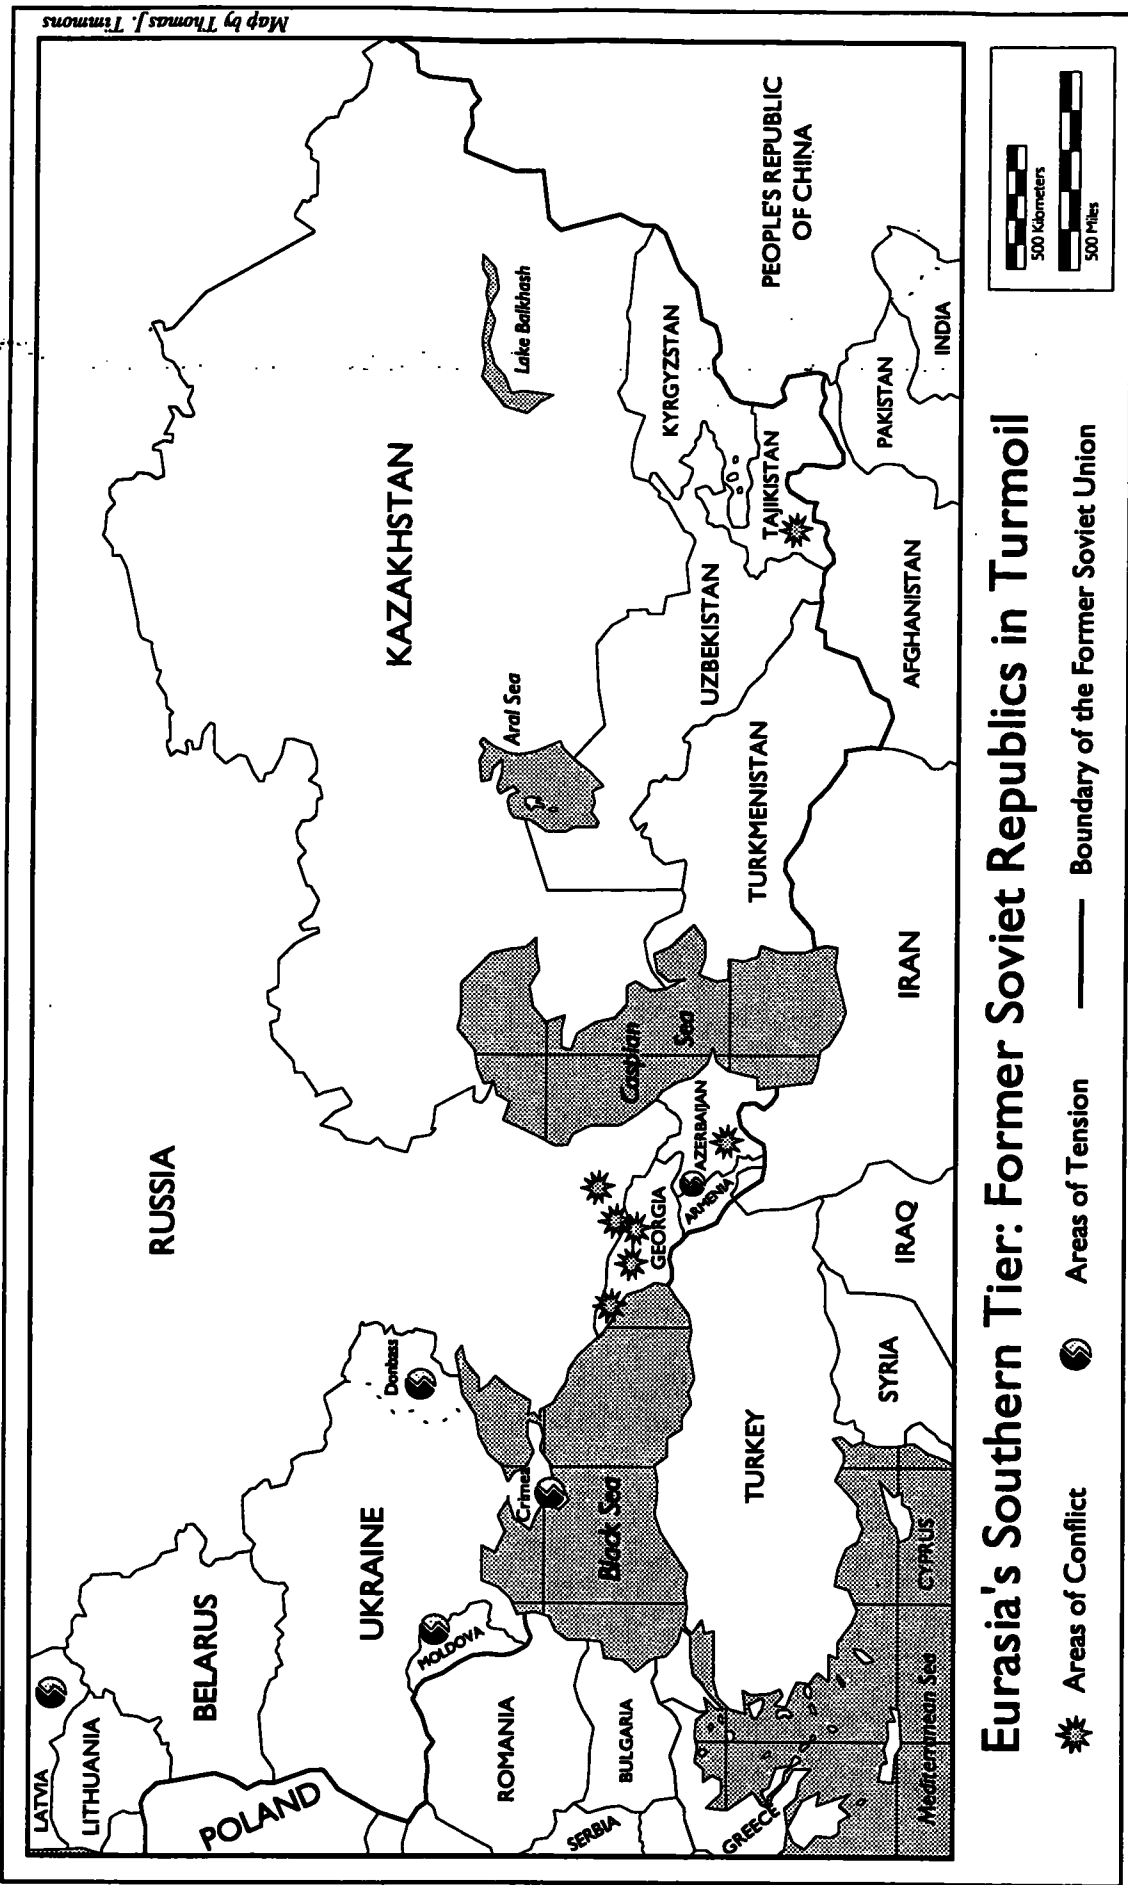 Map by Thomas J. Timmons
LATVIA
LITHUANIA
BELARUS
POLAND
RUSSIA
UKRAINE
Donbass
MOLDOVA
Crimea
ROMANIA
SERBIA
BULGARIA
GREECE
Black Sea
TURKEY
CYPRUS
Mediterranean Sea
SYRIA
IRAQ
GEORGIA
ARMENIA
AZERBAIJAN
Caspian
Sea
IRAN
KAZAKHSTAN
Aral Sea
Lake Balkhash
UZBEKISTAN
TURKMENISTAN
KYRGYZSTAN
TAJIKISTAN
AFGHANISTAN
PAKISTAN
INDIA
PEOPLE'S REPUBLIC
OF CHINA
Eurasia's Southern Tier: Former Soviet Republics in Turmoil
Areas of Conflict
Areas of Tension
Boundary of the Former Soviet Union
500 Kilometers
500 Miles